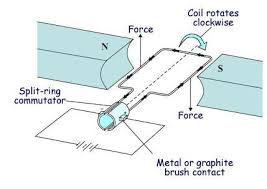 Coil rotates
clockwise
Force
N
S
Split-ring
commutator
Force
Metal or graphite
brush contact